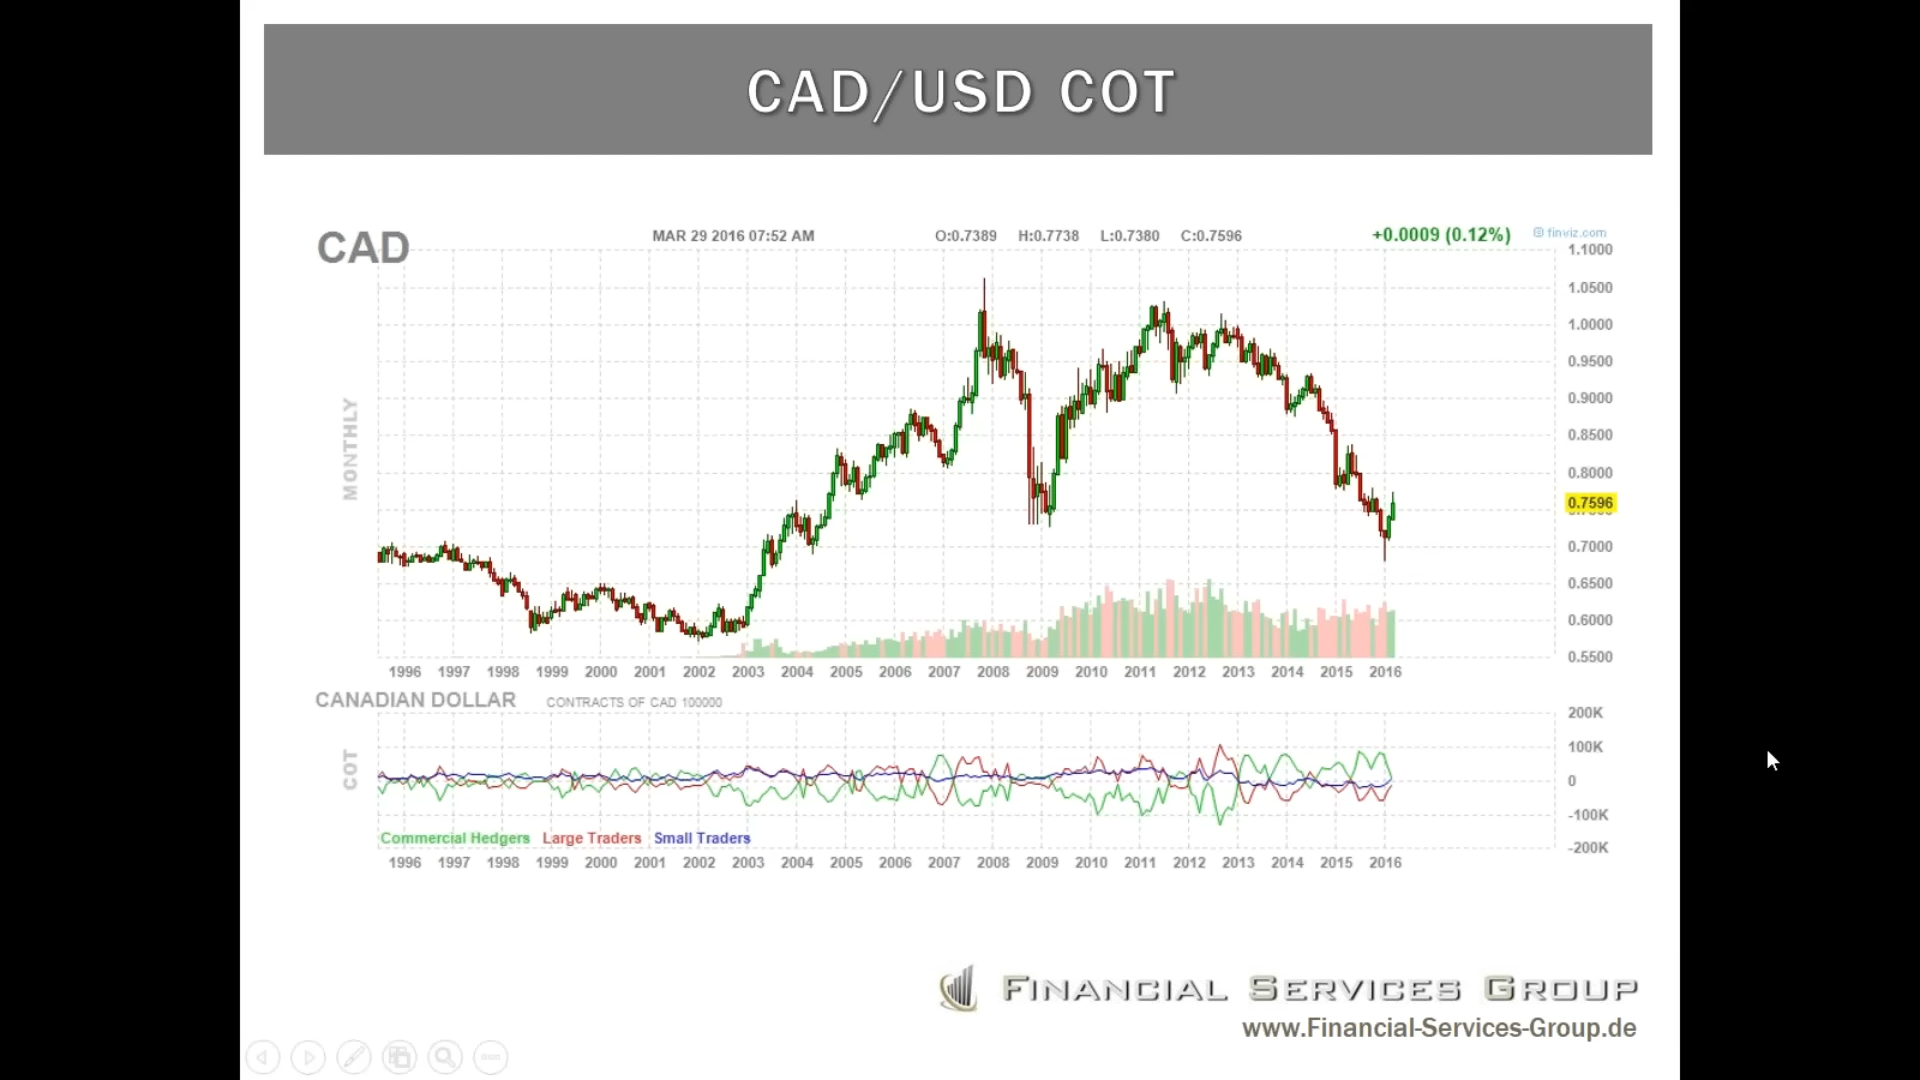 CAD/USD COT
CAD
MAR 29 2016 07:52 AM O:0.7389 H:0.7738 L:0.7380 C:0.7596 +0.0009 (0.12%) © finviz.com
MONTHLY
1.1000
1.0500
1.0000
0.9500
0.9000
0.8500
0.8000
0.7596
0.7000
0.6500
0.6000
0.5500
1996 1997 1998 1999 2000 2001 2002 2003 2004 2005 2006 2007 2008 2009 2010 2011 2012 2013 2014 2015 2016
CANADIAN DOLLAR CONTRACTS OF CAD 100000
COT
200K
100K
0
-100K
-200K
Commercial Hedgers Large Traders Small Traders
1996 1997 1998 1999 2000 2001 2002 2003 2004 2005 2006 2007 2008 2009 2010 2011 2012 2013 2014 2015 2016
FINANCIAL SERVICES GROUP
www.Financial-Services-Group.de